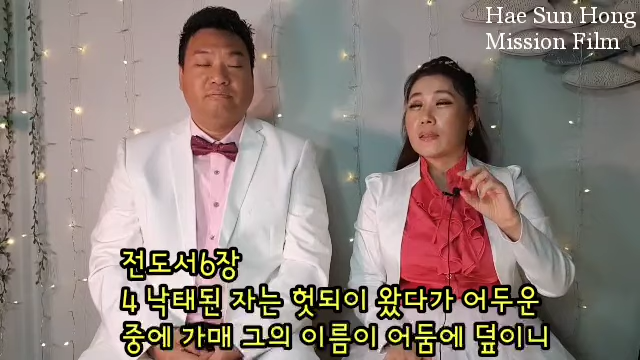 Hae Sun Hong
Mission Film
전도서6장
4 낙태된 자는 헛되이 왔다가 어두운
중에 가매 그의 이름이 어둠에 덮이니